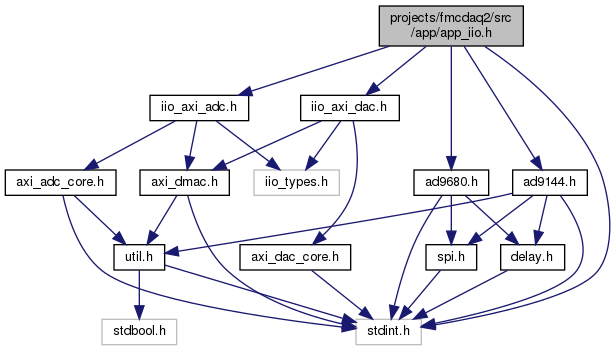 projects/fmcdaq2/src
/app/app_iio.h
iio_axi_adc.h
iio_axi_dac.h
axi_adc_core.h
axi_dmac.h
iio_types.h
ad9680.h
ad9144.h
util.h
axi_dac_core.h
spi.h
delay.h
stdbool.h
stdint.h